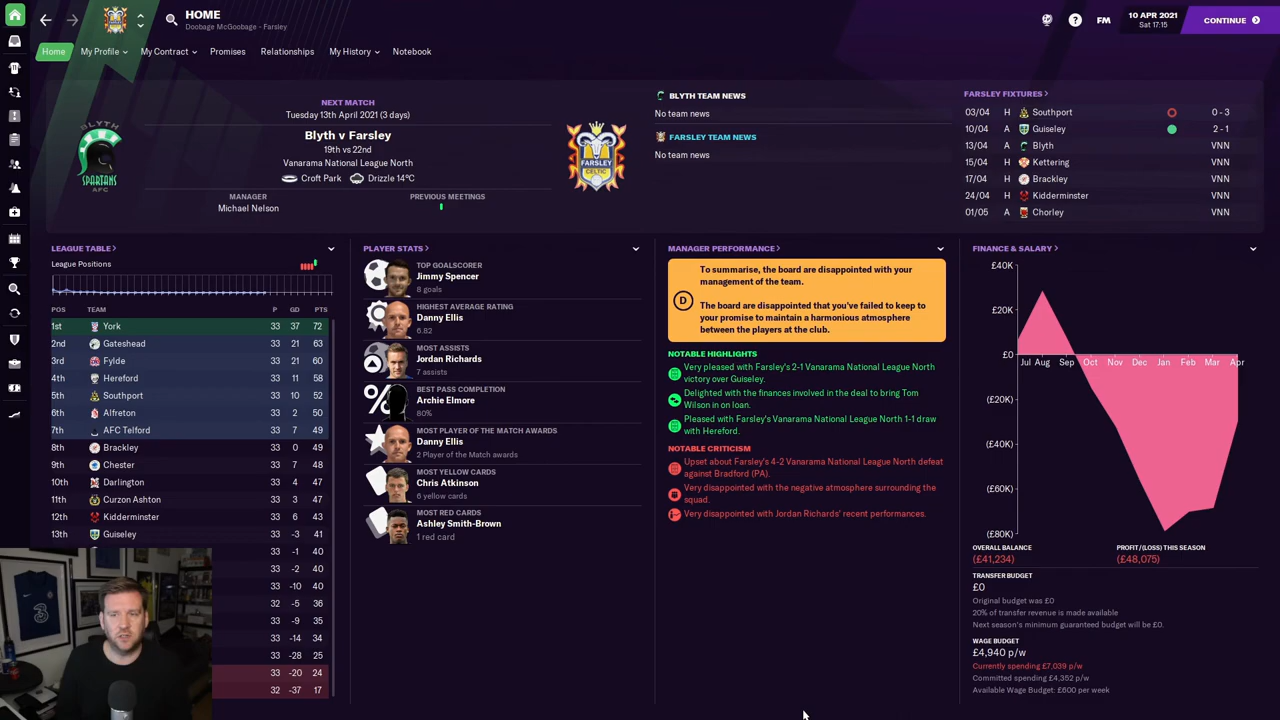 HOME
Doobage McGoobage - Farsley
FM
10 APR 2021
Sat 17:15
CONTINUE
Home
My Profile
My Contract
Promises
Relationships
My History
Notebook
NEXT MATCH
Tuesday 13th April 2021 (3 days)
Blyth v Farsley
19th vs 22nd
Vanarama National League North
Croft Park Drizzle 14°C
MANAGER
Michael Nelson
PREVIOUS MEETINGS
BLYTH
SPARTANS
AFC
FARSLEY
CELTIC
BLYTH TEAM NEWS
No team news
FARSLEY TEAM NEWS
No team news
FARSLEY FIXTURES
03/04 H Southport 0 - 3
10/04 A Guiseley 2 - 1
13/04 A Blyth VNN
15/04 H Kettering VNN
17/04 H Brackley VNN
24/04 H Kidderminster VNN
01/05 H Chorley VNN
LEAGUE TABLE
League Positions
POS TEAM P GD PTS
1st York 33 37 72
2nd Gateshead 33 21 63
3rd Fylde 33 21 60
4th Hereford 33 11 58
5th Southport 33 10 52
6th Alfreton 33 2 50
7th AFC Telford 33 7 49
8th Brackley 33 0 49
9th Chester 33 7 48
10th Darlington 33 4 47
11th Curzon Ashton 33 3 47
12th Kidderminster 33 6 43
13th Guiseley 33 -3 41
33 -1 40
33 -2 40
33 -10 40
32 -5 36
33 -9 35
33 -14 34
33 -28 25
33 -20 24
32 -37 17
PLAYER STATS
TOP GOALSCORER
Jimmy Spencer
8 goals
HIGHEST AVERAGE RATING
Danny Ellis
6.82
MOST ASSISTS
Jordan Richards
7 assists
BEST PASS COMPLETION
Archie Elmore
80%
MOST PLAYER OF THE MATCH AWARDS
Danny Ellis
2 Player of the Match awards
MOST YELLOW CARDS
Chris Atkinson
6 yellow cards
MOST RED CARDS
Ashley Smith-Brown
1 red card
MANAGER PERFORMANCE
D
To summarise, the board are disappointed with your
management of the team.
The board are disappointed that you've failed to keep to
your promise to maintain a harmonious atmosphere
between the players at the club.
NOTABLE HIGHLIGHTS
Very pleased with Farsley's 2-1 Vanarama National League North
victory over Guiseley.
Delighted with the finances involved in the deal to bring Tom
Wilson in on loan.
Pleased with Farsley's Vanarama National League North 1-1 draw
with Hereford.
NOTABLE CRITICISM
Upset about Farsley's 4-2 Vanarama National League North defeat
against Bradford (PA).
Very disappointed with the negative atmosphere surrounding the
squad.
Very disappointed with Jordan Richards' recent performances.
FINANCE & SALARY
£40K
£20K
£0
(£20K)
(£40K)
(£60K)
(£80K)
Jul Aug Sep Oct Nov Dec Jan Feb Mar Apr
OVERALL BALANCE
(£41,234)
PROFIT/(LOSS) THIS SEASON
(£48,075)
TRANSFER BUDGET
£0
Original budget was £0
20% of transfer revenue is made available
Next season's minimum guaranteed budget will be £0.
WAGE BUDGET
£4,940 p/w
Currently spending £7,039 p/w
Committed spending £4,352 p/w
Available Wage Budget: £600 per week